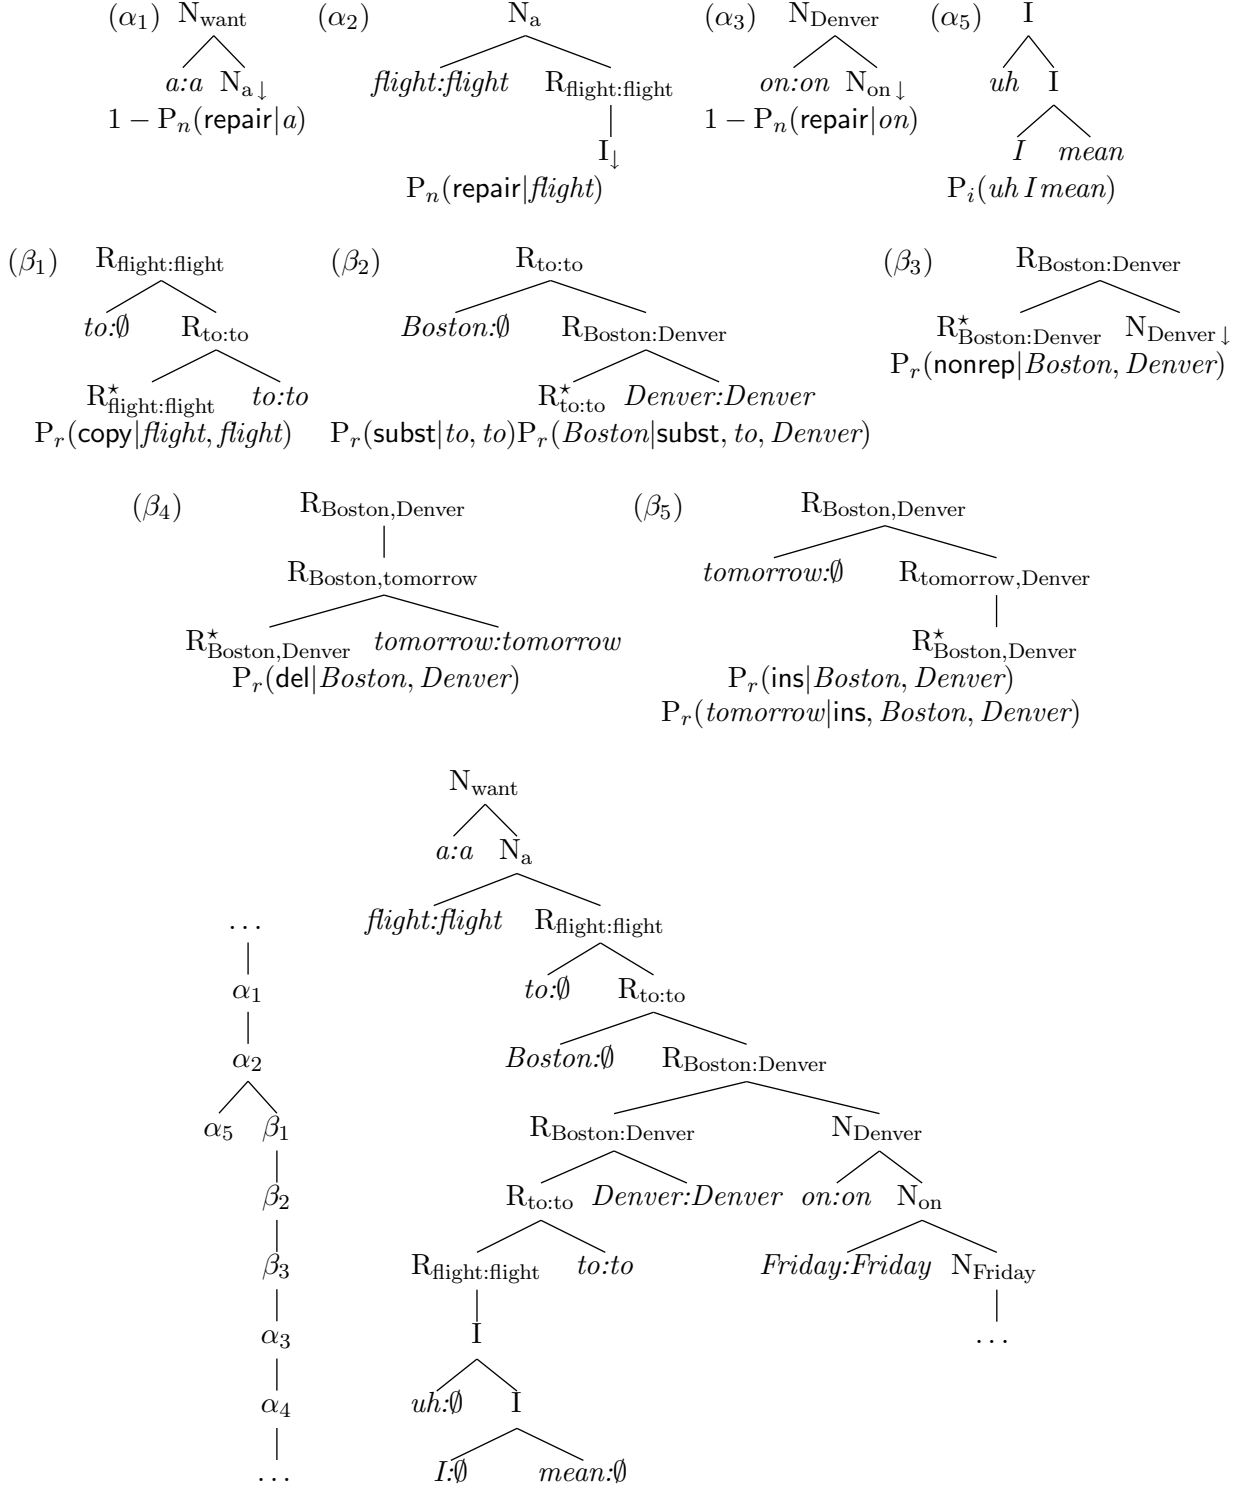 (α₁) N_want (α₂) N_a (α₃) N_Denver (α₅) I
a:a N_a↓ flight:flight R_flight:flight on:on N_on↓ uh I
1 − P_n(repair|a) 1 − P_n(repair|on)
I↓ I mean
P_n(repair|flight) P_i(uh I mean)
(β₁) R_flight:flight (β₂) R_to:to (β₃) R_Boston:Denver
to:∅ R_to:to Boston:∅ R_Boston:Denver R⋆_Boston:Denver N_Denver↓
P_r(nonrep|Boston, Denver)
R⋆_flight:flight to:to R⋆_to:to Denver:Denver
P_r(copy|flight, flight) P_r(subst|to, to)P_r(Boston|subst, to, Denver)
(β₄) R_Boston,Denver (β₅) R_Boston,Denver
R_Boston,tomorrow tomorrow:∅ R_tomorrow,Denver
R⋆_Boston,Denver tomorrow:tomorrow R⋆_Boston,Denver
P_r(del|Boston, Denver) P_r(ins|Boston, Denver)
P_r(tomorrow|ins, Boston, Denver)
N_want
a:a N_a
... flight:flight R_flight:flight
α₁ to:∅ R_to:to
α₂ Boston:∅ R_Boston:Denver
α₅ β₁ R_Boston:Denver N_Denver
β₂ R_to:to Denver:Denver on:on N_on
β₃ R_flight:flight to:to Friday:Friday N_Friday
α₃ I ...
α₄ uh:∅ I
... I:∅ mean:∅